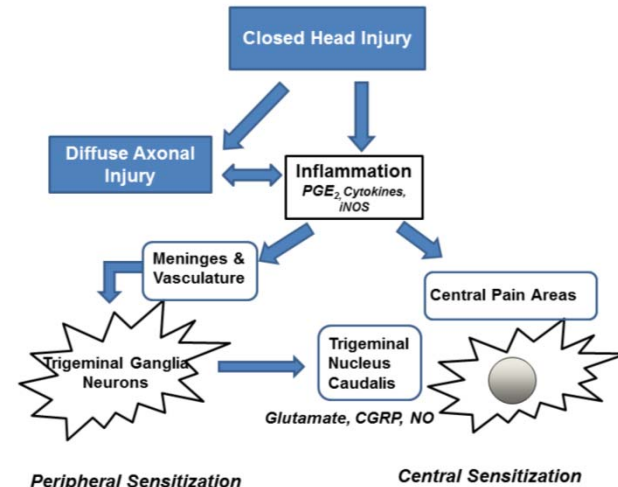 Closed Head Injury
Diffuse Axonal
Injury
Inflammation
PGE2, Cytokines,
iNOS
Meninges &
Vasculature
Central Pain Areas
Trigeminal Ganglia
Neurons
Trigeminal
Nucleus
Caudalis
Glutamate, CGRP, NO
Peripheral Sensitization
Central Sensitization